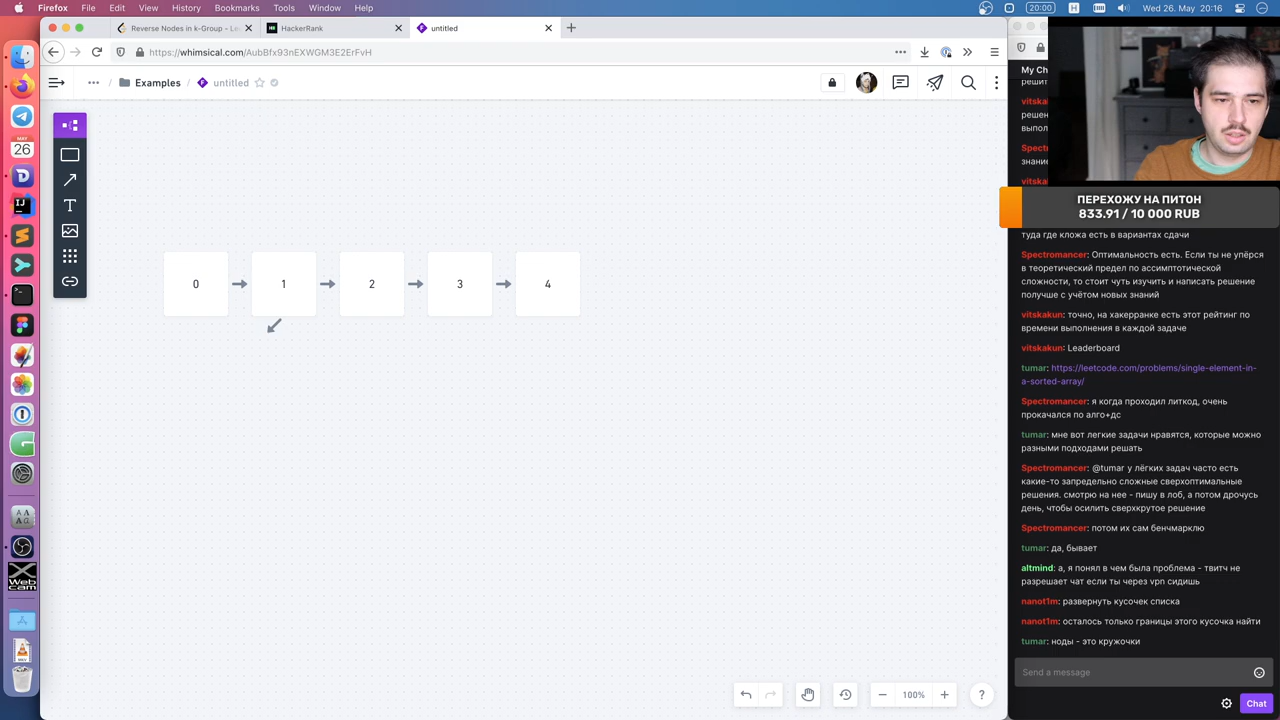 Firefox File Edit View History Bookmarks Tools Window Help
20:00
Reverse Nodes in k-Group - Le
HackerRank
untitled
https://whimsical.com/AuBbfx93nEXWGM3E2ErFvH
Examples
untitled
0
1
2
3
4
100%
?
MAY
26
My Ch
решит
vitskak
решен
выпол
Spectr
знание
vitska
ПЕРЕХОЖУ НА ПИТОН
833.91 / 10 000 RUB
туда где кложа есть в вариантах сдачи
Spectromancer: Оптимальность есть. Если ты не упёрся
в теоретический предел по ассимптотической
сложности, то стоит чуть изучить и написать решение
получше с учётом новых знаний
vitskakun: точно, на хакерранке есть этот рейтинг по
времени выполнения в каждой задаче
vitskakun: Leaderboard
tumar: https://leetcode.com/problems/single-element-in-
a-sorted-array/
Spectromancer: я когда проходил литкод, очень
прокачался по алго+дс
tumar: мне вот легкие задачи нравятся, которые можно
разными подходами решать
Spectromancer: @tumar у лёгких задач часто есть
какие-то запредельно сложные сверхоптимальные
решения. смотрю на нее - пишу в лоб, а потом дрочусь
день, чтобы осилить сверхкрутое решение
Spectromancer: потом их сам бенчмарклю
tumar: да, бывает
altmind: а, я понял в чем была проблема - твитч не
разрешает чат если ты через vpn сидишь
nanot1m: развернуть кусочек списка
nanot1m: осталось только границы этого кусочка найти
tumar: ноды - это кружочки
Send a message
Chat